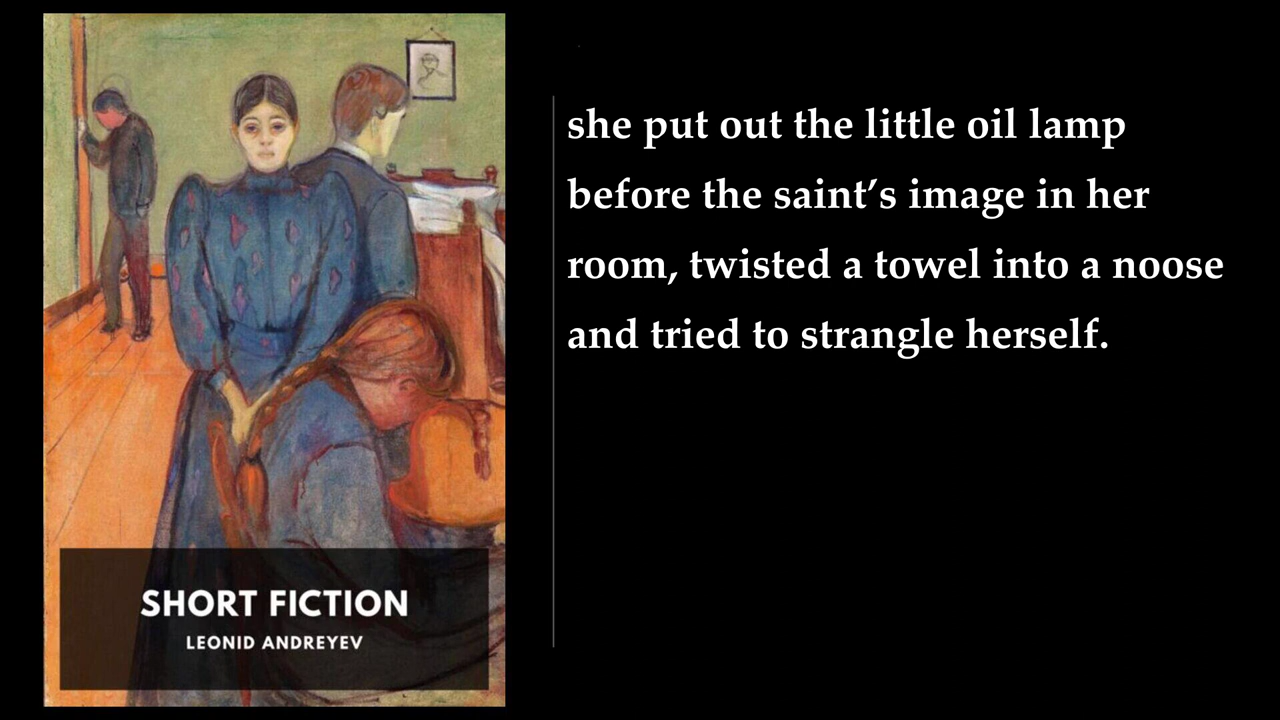 SHORT FICTION
LEONID ANDREYEV
she put out the little oil lamp
before the saint’s image in her
room, twisted a towel into a noose
and tried to strangle herself.